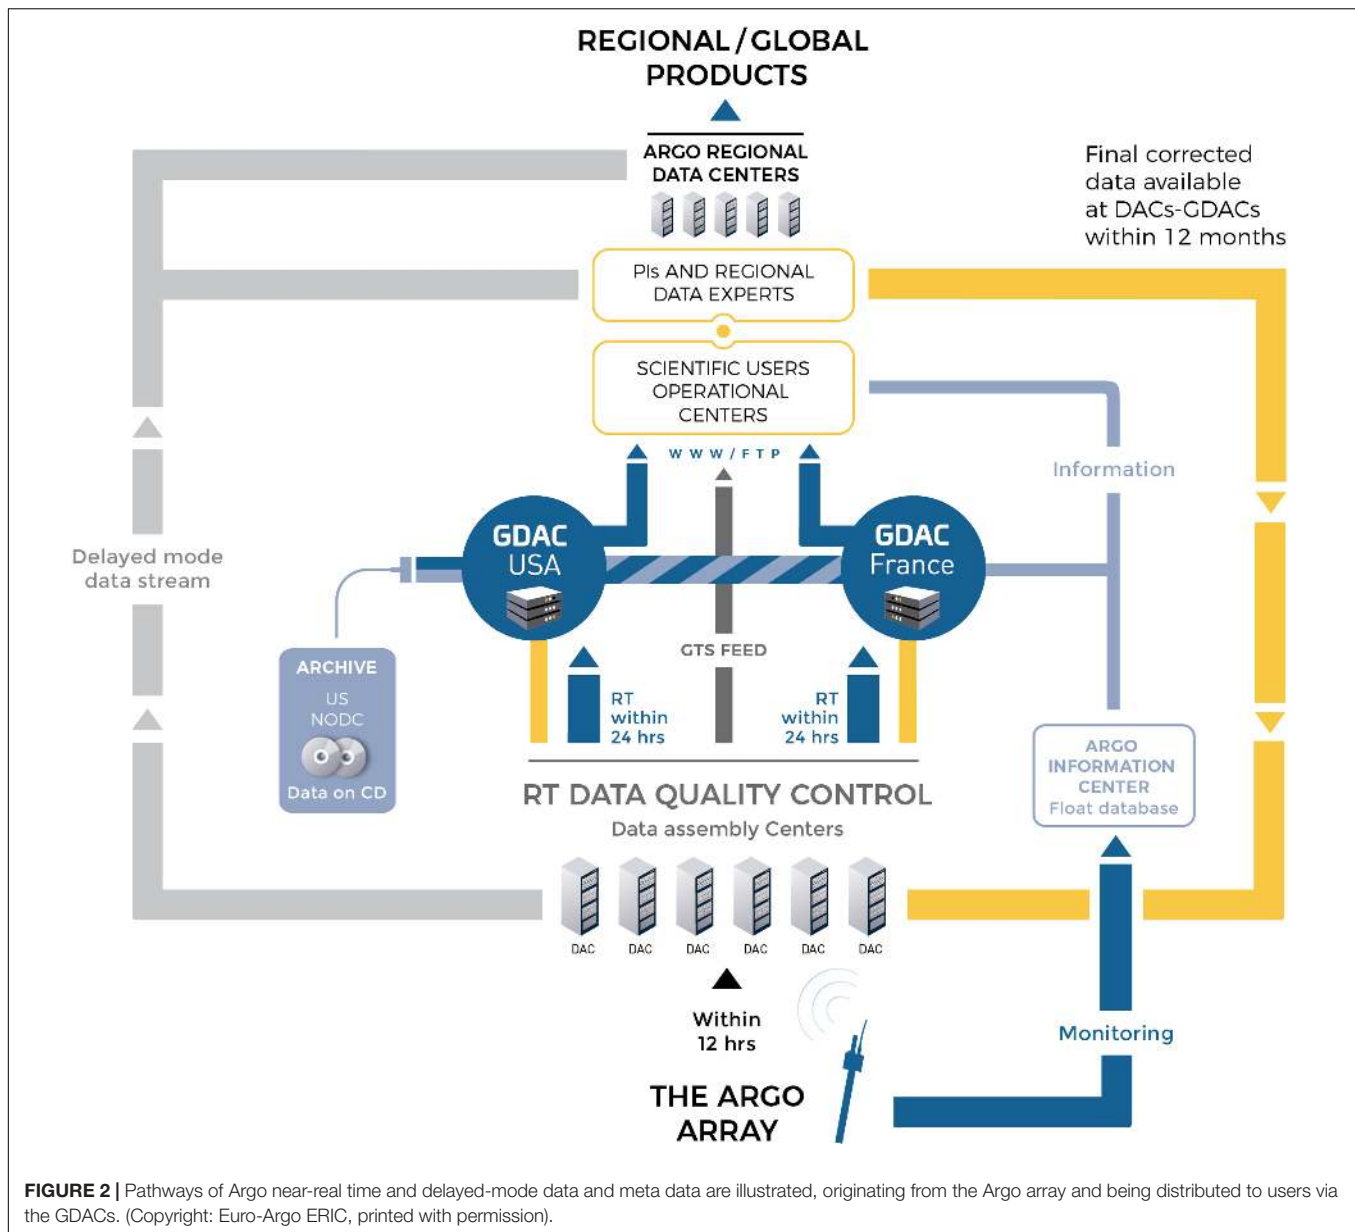 REGIONAL / GLOBAL
PRODUCTS
ARGO REGIONAL
DATA CENTERS
Final corrected
data available
at DACs-GDACs
within 12 months
PIs AND REGIONAL
DATA EXPERTS
SCIENTIFIC USERS
OPERATIONAL
CENTERS
WWW/FTP
Information
GDAC
USA
GDAC
France
Delayed mode
data stream
GTS FEED
ARCHIVE
US
NODC
Data on CD
RT
within
24 hrs
RT
within
24 hrs
ARGO
INFORMATION
CENTER
Float database
RT DATA QUALITY CONTROL
Data assembly Centers
DAC DAC DAC DAC DAC DAC
Within
12 hrs
Monitoring
THE ARGO
ARRAY
FIGURE 2 | Pathways of Argo near-real time and delayed-mode data and meta data are illustrated, originating from the Argo array and being distributed to users via
the GDACs. (Copyright: Euro-Argo ERIC, printed with permission).